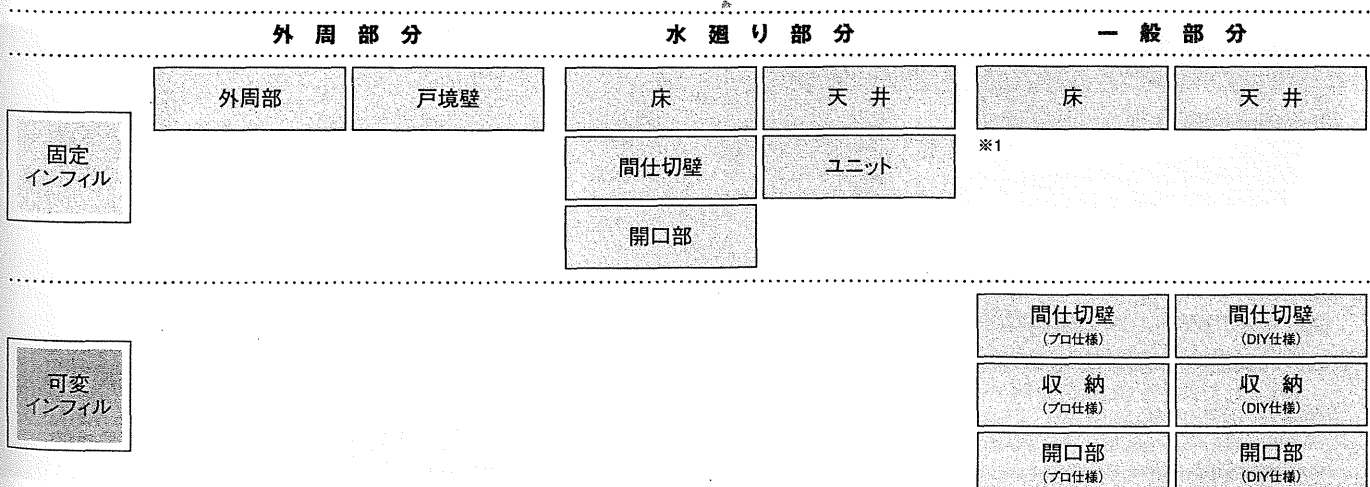 外周部分 水廻り部分 一般部分
固定
インフィル
外周部 戸境壁 床 天井 床 天井
間仕切壁 ユニット ※1
開口部
可変
インフィル
間仕切壁 間仕切壁
(プロ仕様) (DIY仕様)
収納 収納
(プロ仕様) (DIY仕様)
開口部 開口部
(プロ仕様) (DIY仕様)